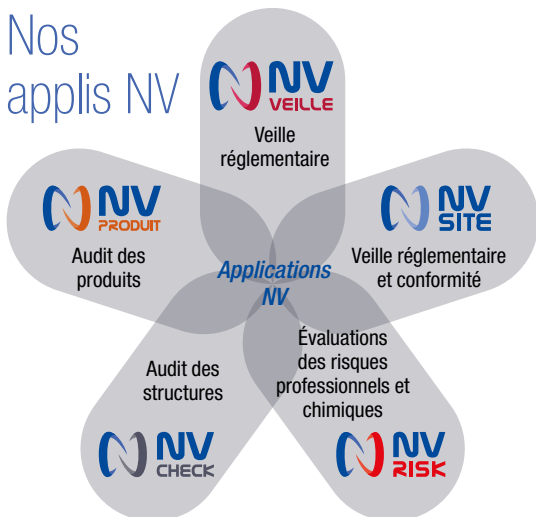 Nos
applis NV
NV
VEILLE
Veille
réglementaire
NV
PRODUIT
Audit des
produits
NV
SITE
Veille réglementaire
et conformité
Applications
NV
Audit des
structures
NV
CHECK
Évaluations
des risques
professionnels et
chimiques
NV
RISK